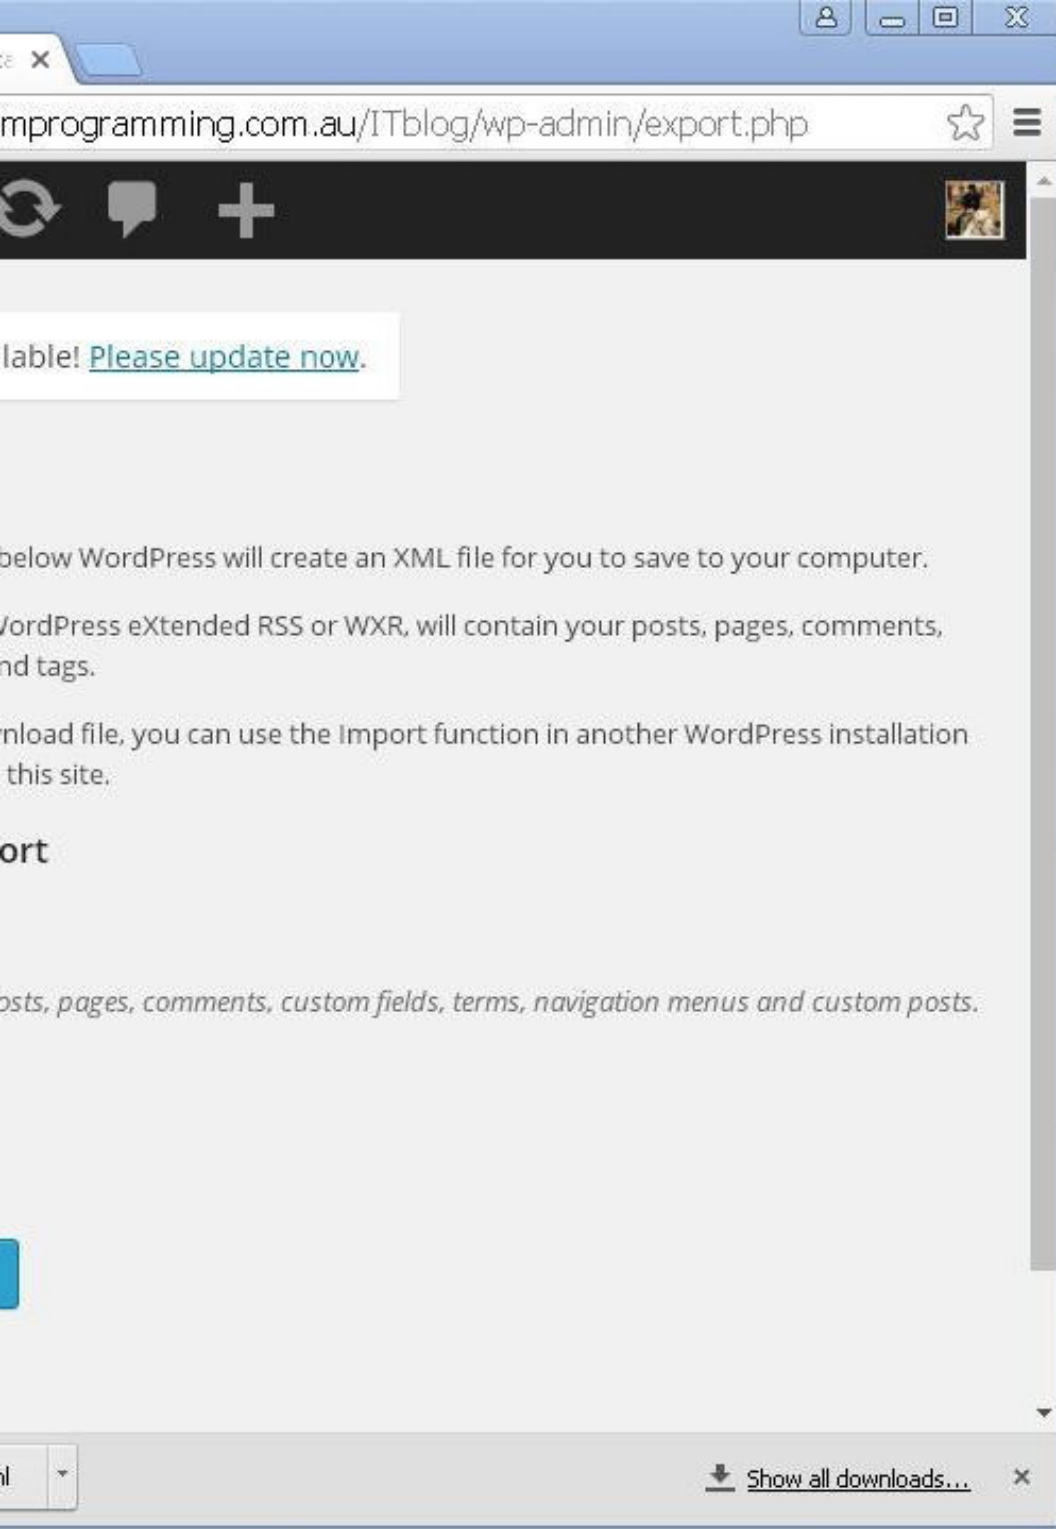 mprogramming.com.au/ITblog/wp-admin/export.php
lable! Please update now.
below WordPress will create an XML file for you to save to your computer.
WordPress eXtended RSS or WXR, will contain your posts, pages, comments,
nd tags.
nload file, you can use the Import function in another WordPress installation
this site.
ort
osts, pages, comments, custom fields, terms, navigation menus and custom posts.
Show all downloads...